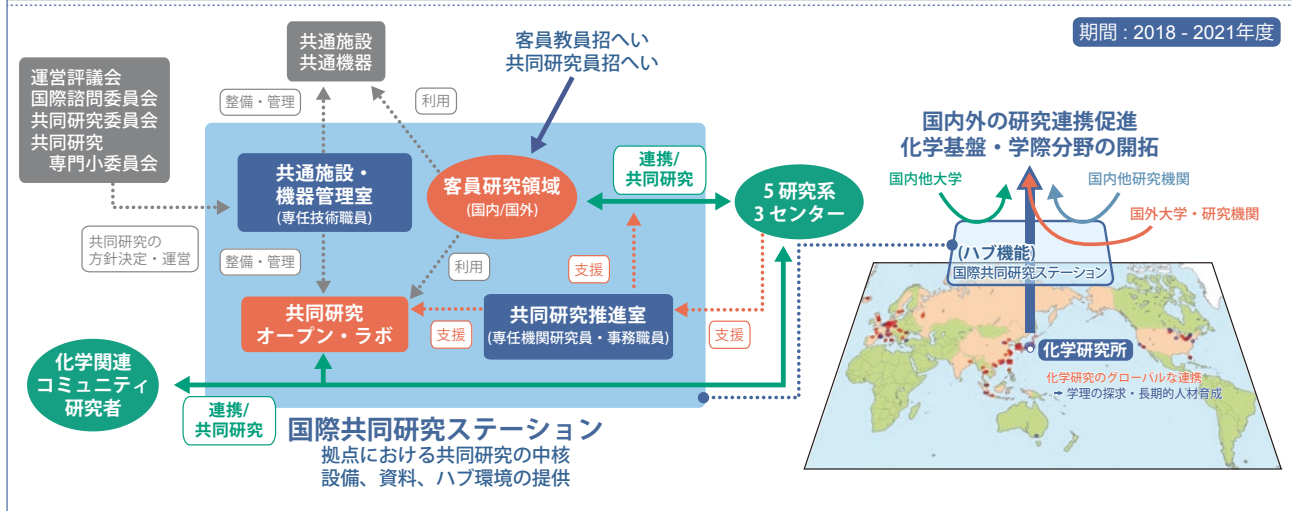 期間 : 2018 - 2021年度
共通施設
共通機器
客員教員招へい
共同研究員招へい
運営評議会
国際諮問委員会
共同研究委員会
共同研究
専門小委員会
整備・管理
利用
国内外の研究連携促進
化学基盤・学際分野の開拓
共通施設・
機器管理室
(専任技術職員)
客員研究領域
(国内/国外)
連携/
共同研究
5 研究系
3 センター
国内他大学
国内他研究機関
国外大学・研究機関
共同研究の
方針決定・運営
整備・管理
利用
支援
(ハブ機能)
国際共同研究ステーション
共同研究
オープン・ラボ
支援
共同研究推進室
(専任機関研究員・事務職員)
支援
化学研究所
化学関連
コミュニティ
研究者
化学研究のグローバルな連携
➡ 学理の探求・長期的人材育成
連携/
共同研究
国際共同研究ステーション
拠点における共同研究の中核
設備、資料、ハブ環境の提供